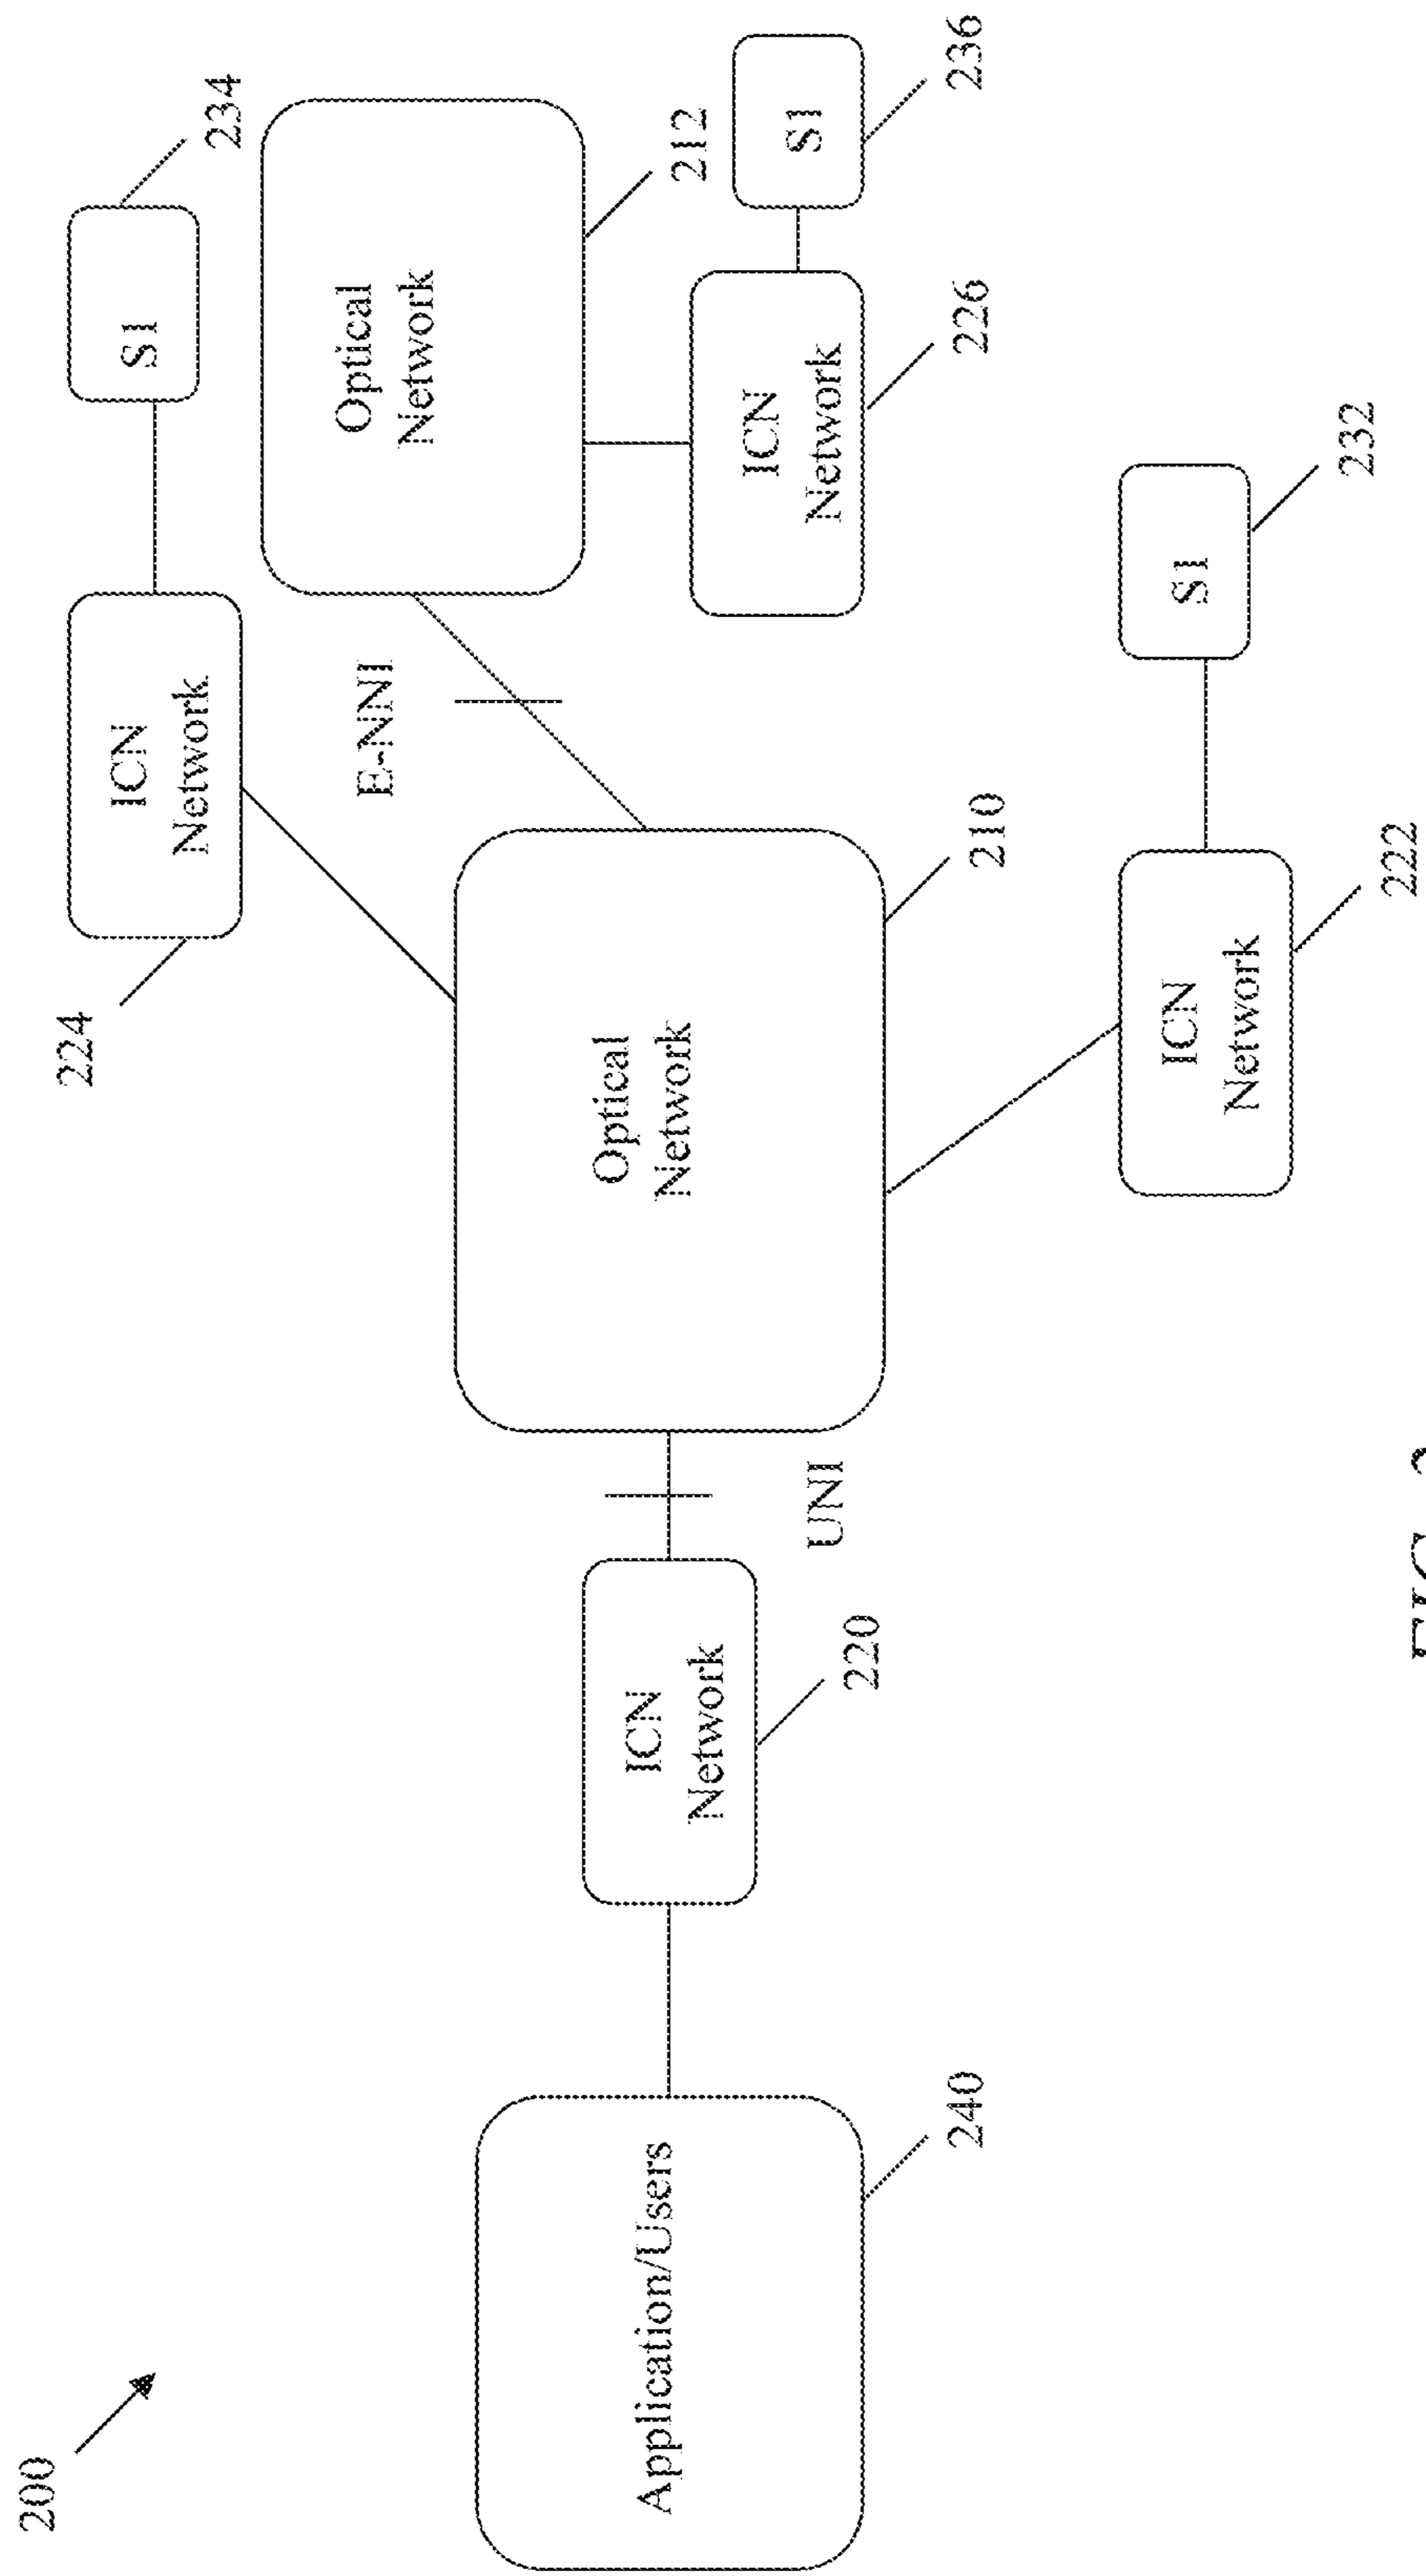 200
224
ICN
Network
S1
234
E-NNI
Optical
Network
212
Optical
Network
210
Application/Users
240
ICN
Network
220
UNI
ICN
Network
226
S1
236
ICN
Network
222
S1
232
FIG.